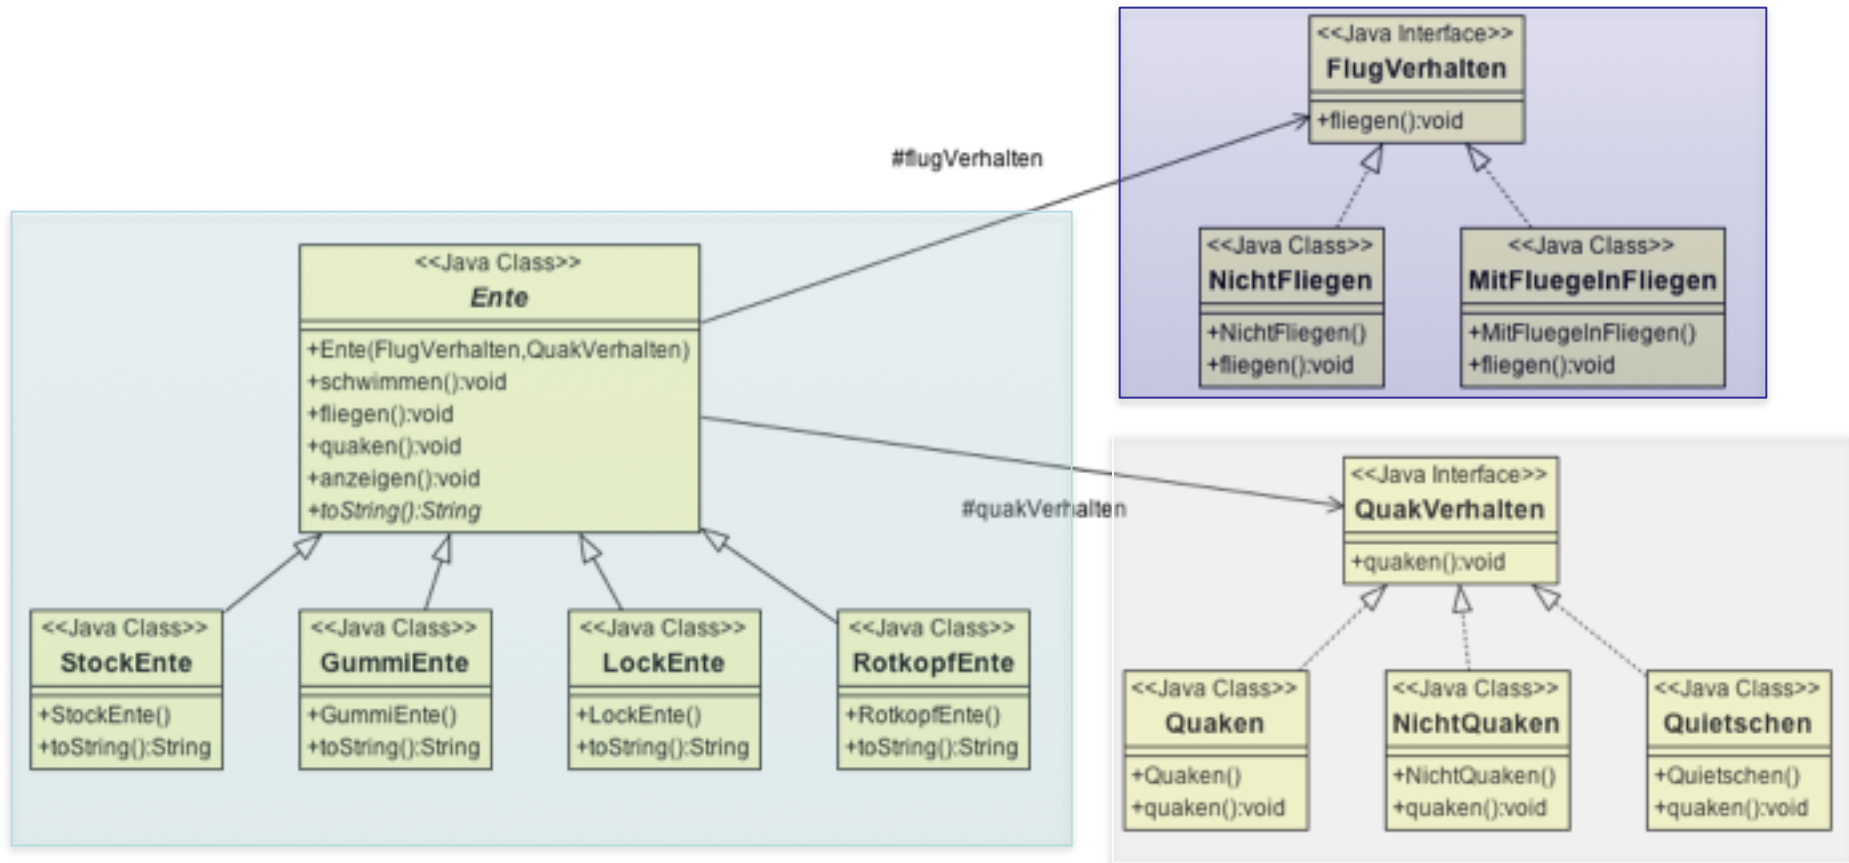 <<Java Interface>>
FlugVerhalten
+fliegen():void
#flugVerhalten
<<Java Class>>
NichtFliegen
+NichtFliegen()
+fliegen():void
<<Java Class>>
MitFluegelnFliegen
+MitFluegelnFliegen()
+fliegen():void
<<Java Class>>
Ente
+Ente(FlugVerhalten,QuakVerhalten)
+schwimmen():void
+fliegen():void
+quaken():void
+anzeigen():void
+toString():String
#quakVerhalten
<<Java Interface>>
QuakVerhalten
+quaken():void
<<Java Class>>
StockEnte
+StockEnte()
+toString():String
<<Java Class>>
GummiEnte
+GummiEnte()
+toString():String
<<Java Class>>
LockEnte
+LockEnte()
+toString():String
<<Java Class>>
RotkopfEnte
+RotkopfEnte()
+toString():String
<<Java Class>>
Quaken
+Quaken()
+quaken():void
<<Java Class>>
NichtQuaken
+NichtQuaken()
+quaken():void
<<Java Class>>
Quietschen
+Quietschen()
+quaken():void